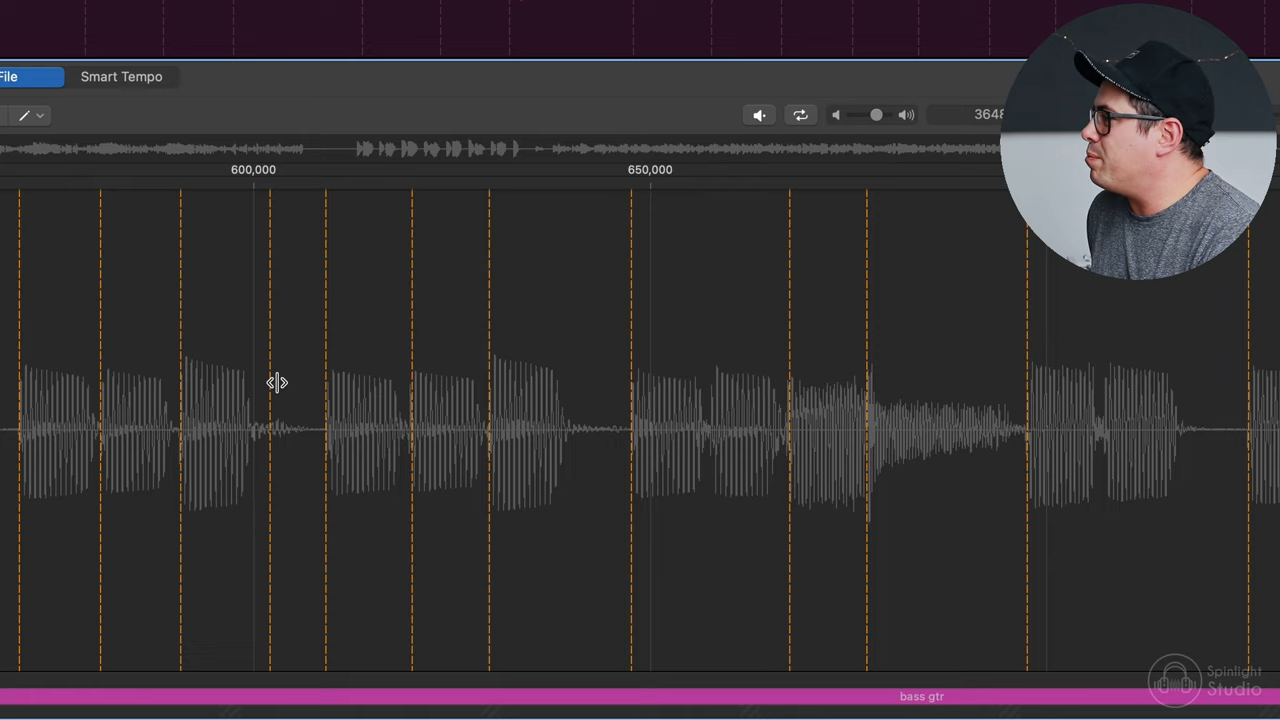 File
Smart Tempo
3648
600,000
650,000
bass gtr
Spinlight
Studio